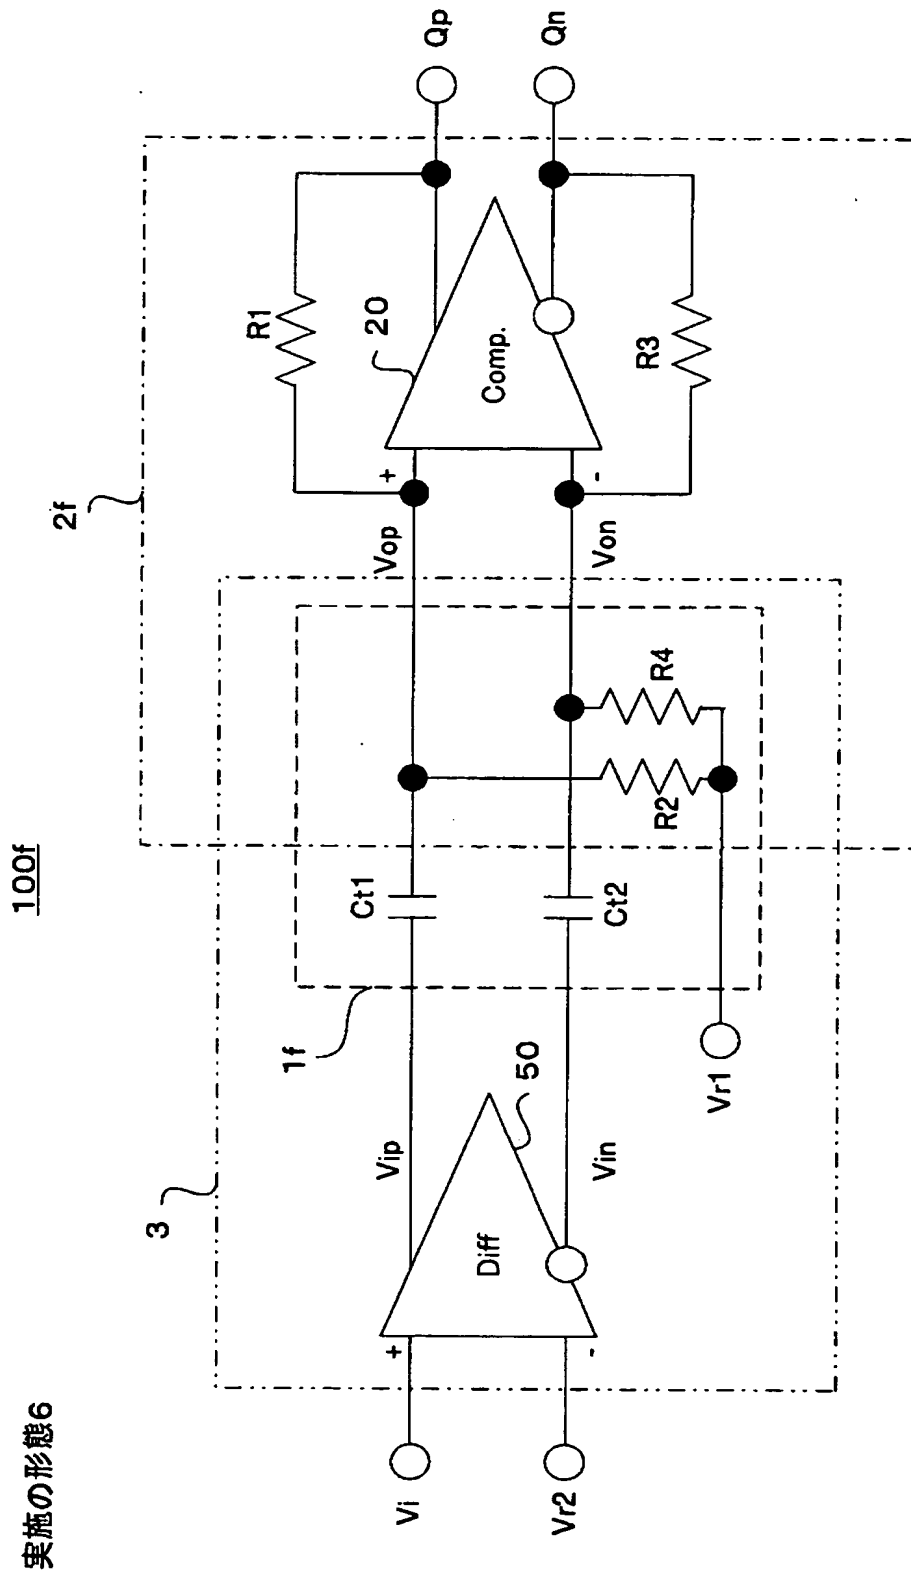 実施の形態6
100f
2f
3
1f
R1
20
Comp.
+
-
R3
Qp
Qn
Vop
Von
Ct1
Ct2
R2
R4
Vip
Vin
50
Diff
+
-
Vi
Vr2
Vr1